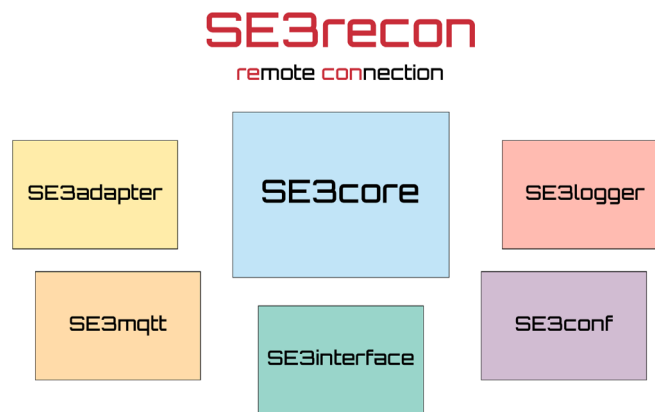 SE3recon
remote connection
SE3core
SE3adapter
SE3logger
SE3mqtt
SE3conf
SE3interface